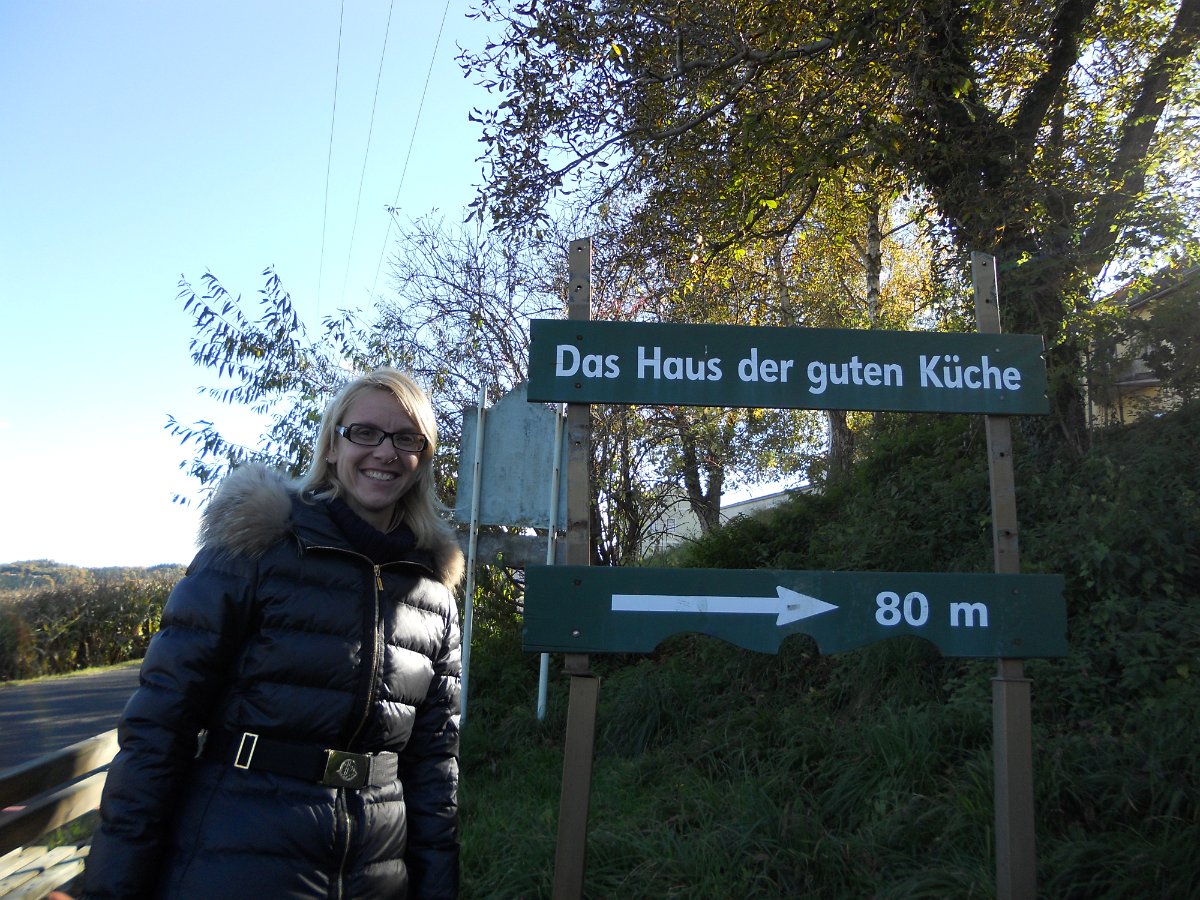 Das Haus der guten Küche
80 m